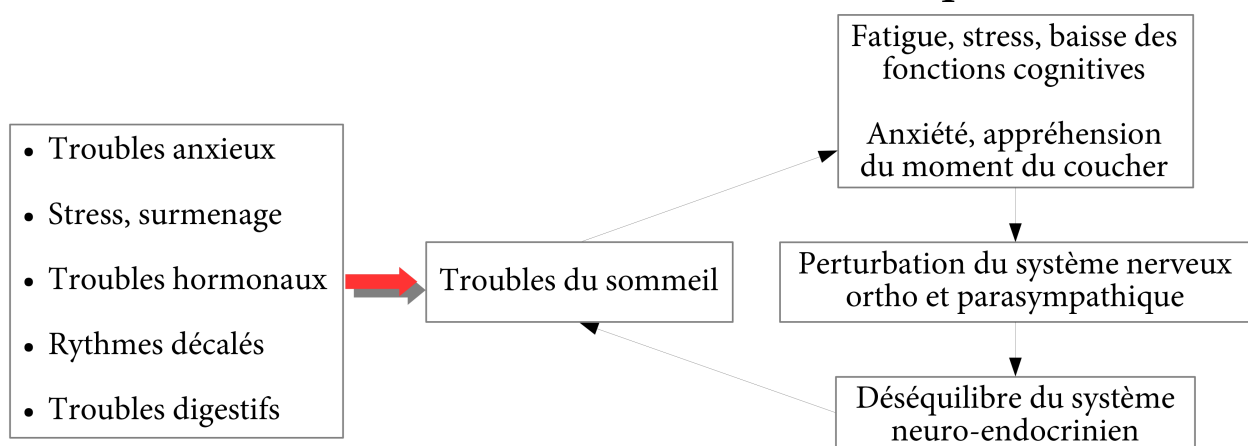 • Troubles anxieux
• Stress, surmenage
• Troubles hormonaux
• Rythmes décalés
• Troubles digestifs
Troubles du sommeil
Fatigue, stress, baisse des
fonctions cognitives
Anxiété, appréhension
du moment du coucher
Perturbation du système nerveux
ortho et parasympathique
Déséquilibre du système
neuro-endocrinien